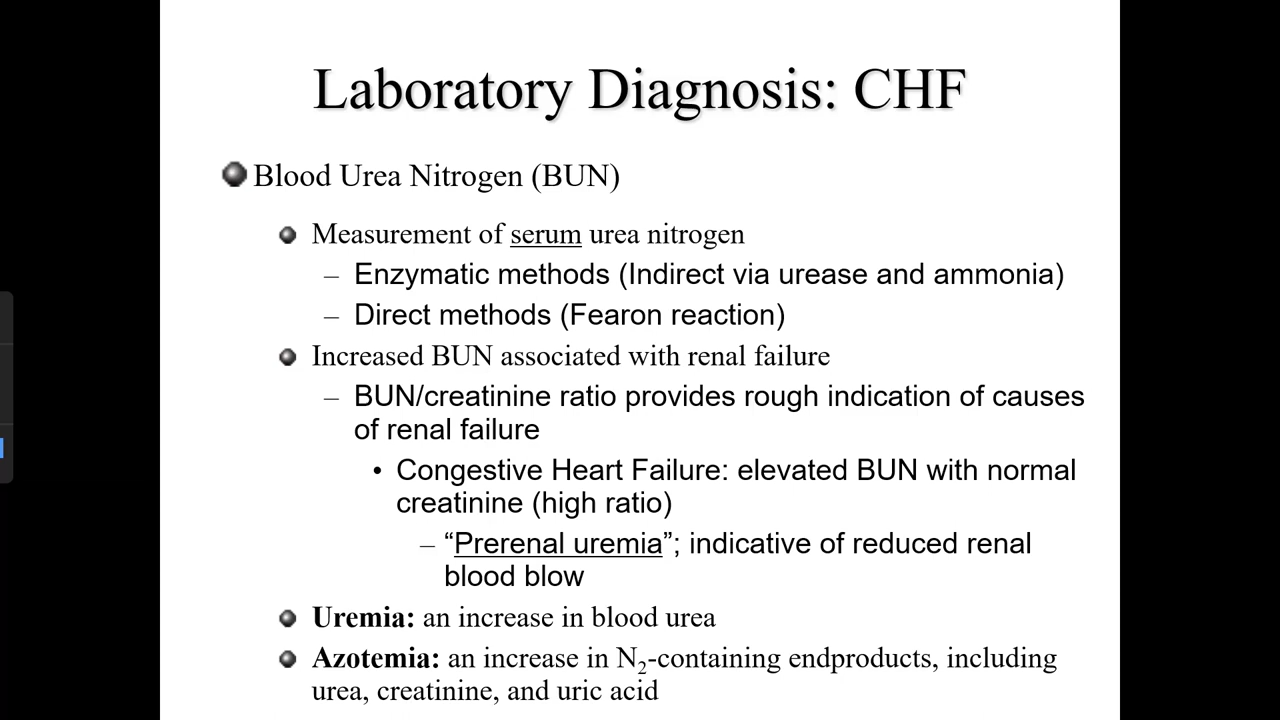 Laboratory Diagnosis: CHF
Blood Urea Nitrogen (BUN)
Measurement of serum urea nitrogen
– Enzymatic methods (Indirect via urease and ammonia)
– Direct methods (Fearon reaction)
Increased BUN associated with renal failure
– BUN/creatinine ratio provides rough indication of causes
of renal failure
• Congestive Heart Failure: elevated BUN with normal
creatinine (high ratio)
– “Prerenal uremia”; indicative of reduced renal
blood blow
Uremia: an increase in blood urea
Azotemia: an increase in N₂-containing endproducts, including
urea, creatinine, and uric acid